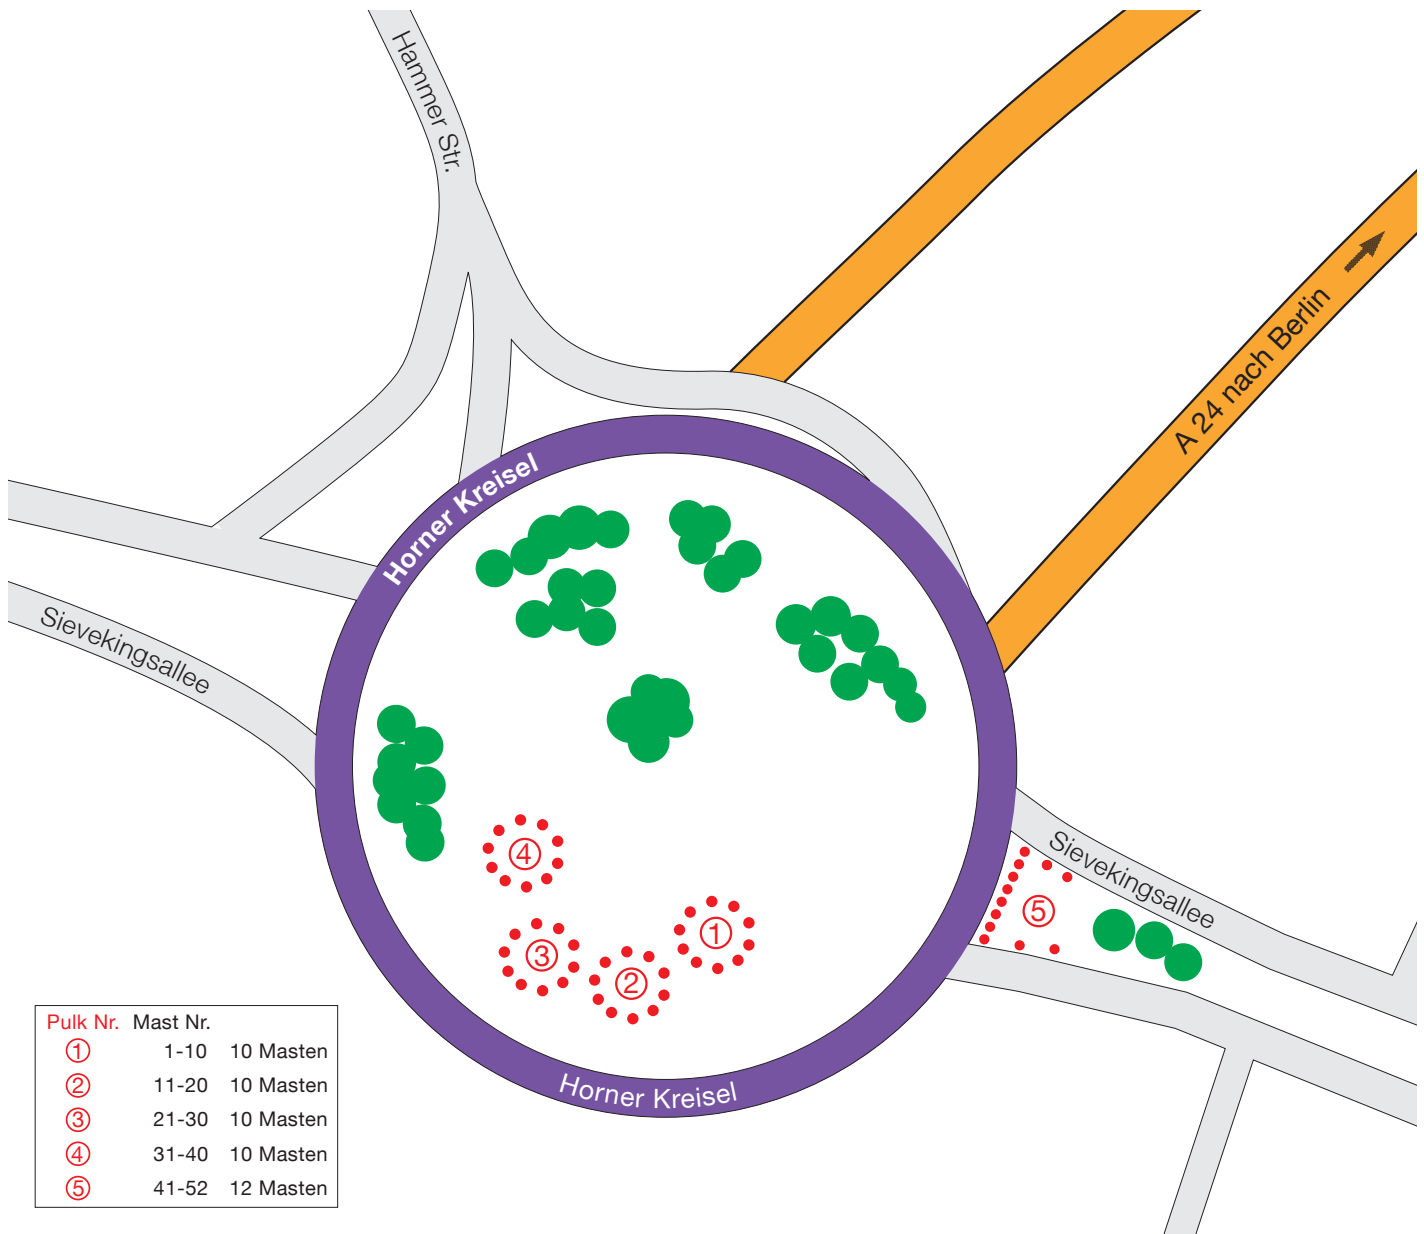 Hammer Str.
A 24 nach Berlin
Horner Kreisel
Sievekingsallee
4
Sievekingsallee
5
1
3
2
Horner Kreisel
Pulk Nr. Mast Nr.
1 1-10 10 Masten
2 11-20 10 Masten
3 21-30 10 Masten
4 31-40 10 Masten
5 41-52 12 Masten